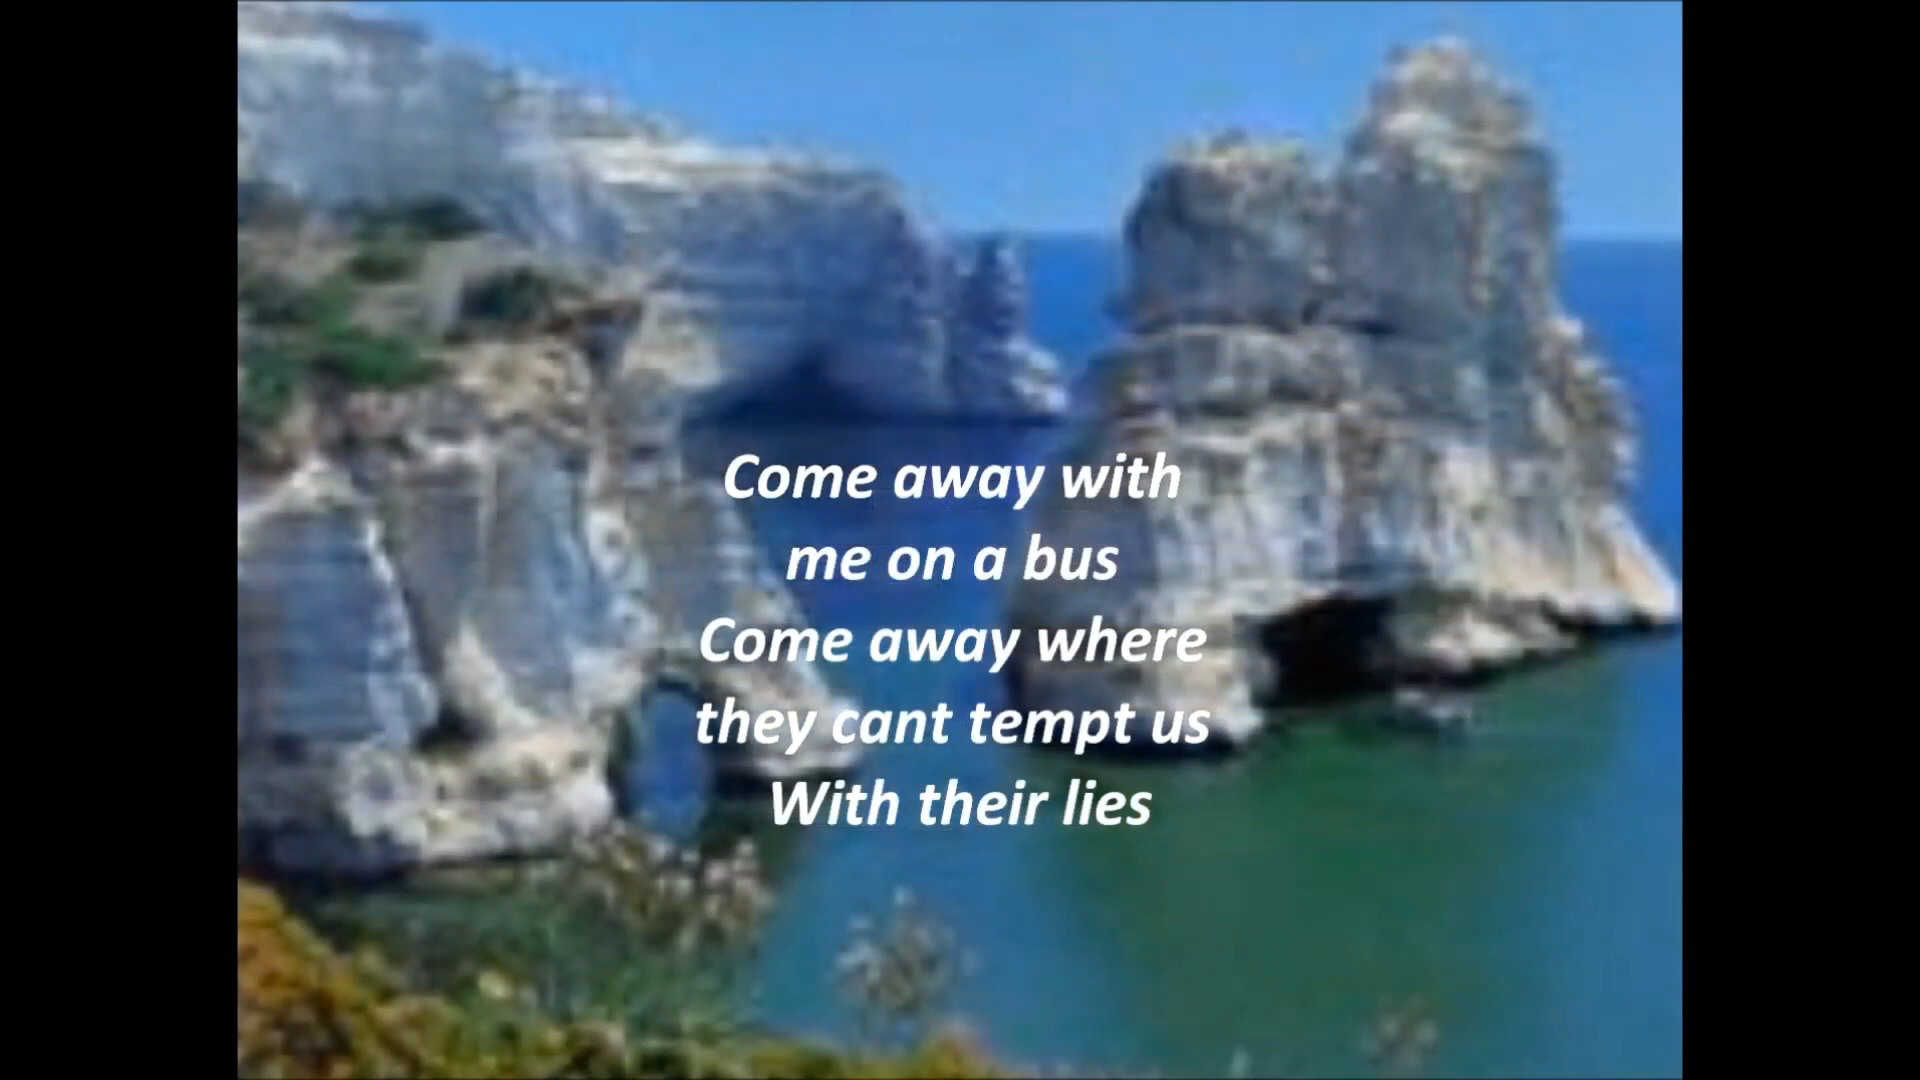 Come away with
me on a bus
Come away where
they cant tempt us
With their lies